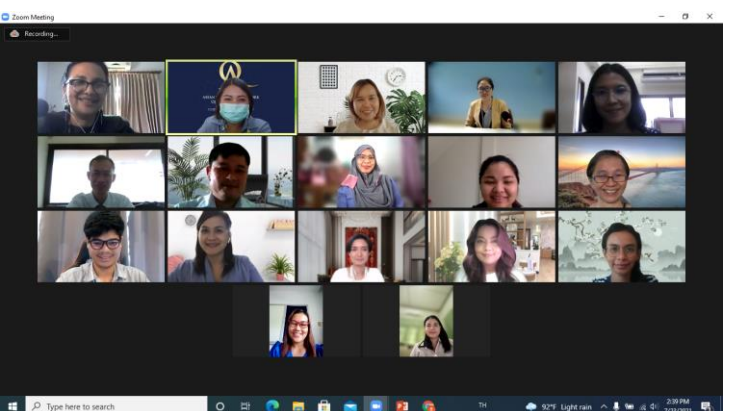 Zoom Meeting
Recording...
Type here to search
TH
92°F Light rain
2:39 PM